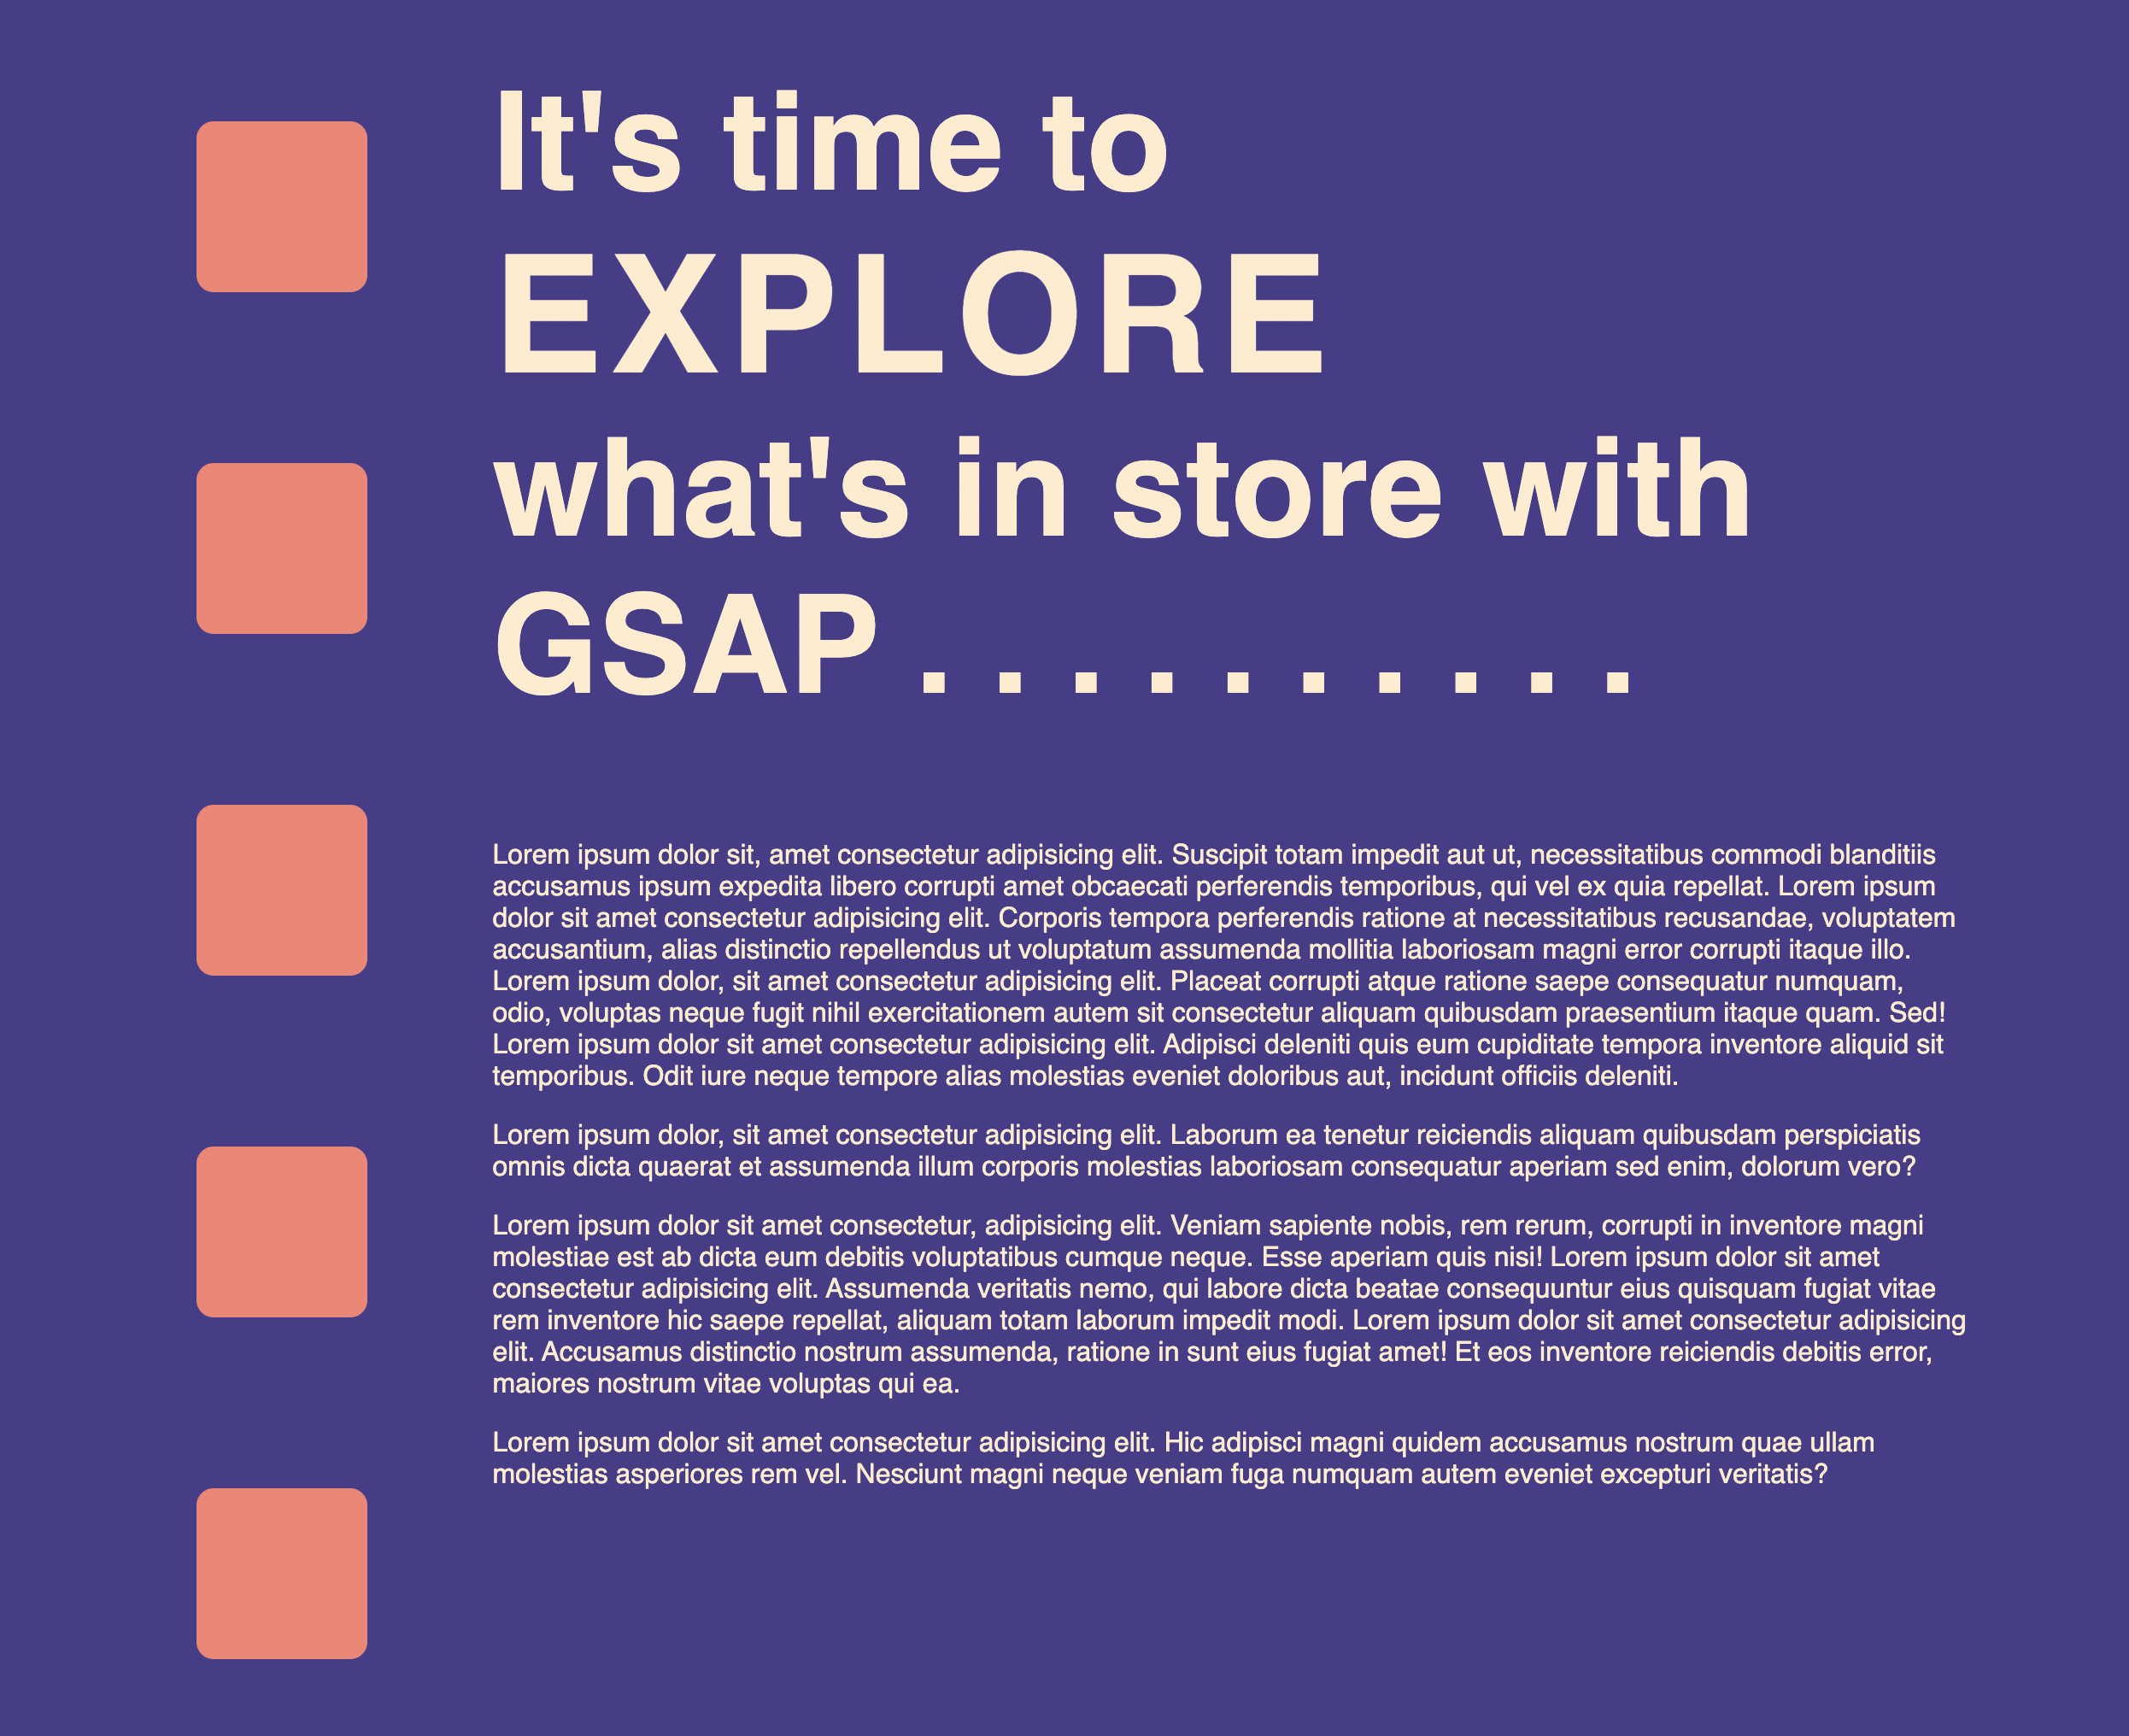 It's time to
EXPLORE
what's in store with
GSAP . . . . . . . . . .
Lorem ipsum dolor sit, amet consectetur adipisicing elit. Suscipit totam impedit aut ut, necessitatibus commodi blanditiis
accusamus ipsum expedita libero corrupti amet obcaecati perferendis temporibus, qui vel ex quia repellat. Lorem ipsum
dolor sit amet consectetur adipisicing elit. Corporis tempora perferendis ratione at necessitatibus recusandae, voluptatem
accusantium, alias distinctio repellendus ut voluptatum assumenda mollitia laboriosam magni error corrupti itaque illo.
Lorem ipsum dolor, sit amet consectetur adipisicing elit. Placeat corrupti atque ratione saepe consequatur numquam,
odio, voluptas neque fugit nihil exercitationem autem sit consectetur aliquam quibusdam praesentium itaque quam. Sed!
Lorem ipsum dolor sit amet consectetur adipisicing elit. Adipisci deleniti quis eum cupiditate tempora inventore aliquid sit
temporibus. Odit iure neque tempore alias molestias eveniet doloribus aut, incidunt officiis deleniti.
Lorem ipsum dolor, sit amet consectetur adipisicing elit. Laborum ea tenetur reiciendis aliquam quibusdam perspiciatis
omnis dicta quaerat et assumenda illum corporis molestias laboriosam consequatur aperiam sed enim, dolorum vero?
Lorem ipsum dolor sit amet consectetur, adipisicing elit. Veniam sapiente nobis, rem rerum, corrupti in inventore magni
molestiae est ab dicta eum debitis voluptatibus cumque neque. Esse aperiam quis nisi! Lorem ipsum dolor sit amet
consectetur adipisicing elit. Assumenda veritatis nemo, qui labore dicta beatae consequuntur eius quisquam fugiat vitae
rem inventore hic saepe repellat, aliquam totam laborum impedit modi. Lorem ipsum dolor sit amet consectetur adipisicing
elit. Accusamus distinctio nostrum assumenda, ratione in sunt eius fugiat amet! Et eos inventore reiciendis debitis error,
maiores nostrum vitae voluptas qui ea.
Lorem ipsum dolor sit amet consectetur adipisicing elit. Hic adipisci magni quidem accusamus nostrum quae ullam
molestias asperiores rem vel. Nesciunt magni neque veniam fuga numquam autem eveniet excepturi veritatis?